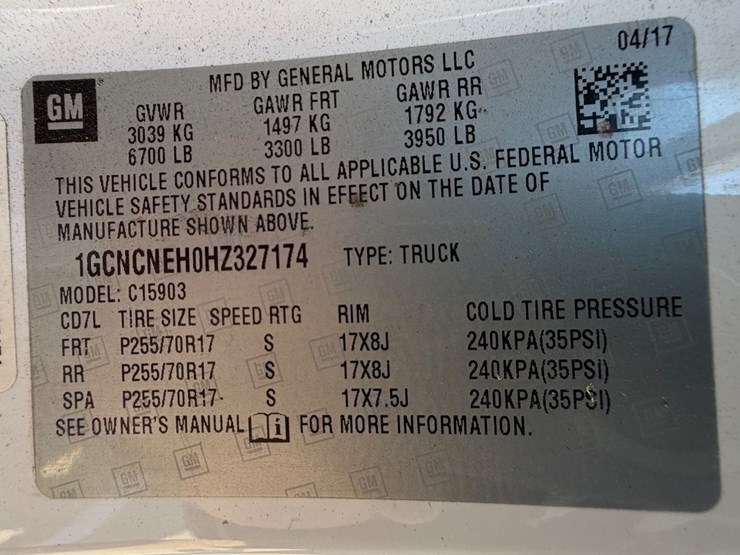 04/17
GM
MFD BY GENERAL MOTORS LLC
GVWR GAWR FRT GAWR RR
3039 KG 1497 KG 1792 KG
6700 LB 3300 LB 3950 LB
THIS VEHICLE CONFORMS TO ALL APPLICABLE U.S. FEDERAL MOTOR
VEHICLE SAFETY STANDARDS IN EFFECT ON THE DATE OF
MANUFACTURE SHOWN ABOVE.
1GCNCNEH0HZ327174 TYPE: TRUCK
MODEL: C15903
CD7L TIRE SIZE SPEED RTG RIM COLD TIRE PRESSURE
FRT P255/70R17 S 17X8J 240KPA(35PSI)
RR P255/70R17 S 17X8J 240KPA(35PSI)
SPA P255/70R17 S 17X7.5J 240KPA(35PSI)
SEE OWNER'S MANUAL i FOR MORE INFORMATION.